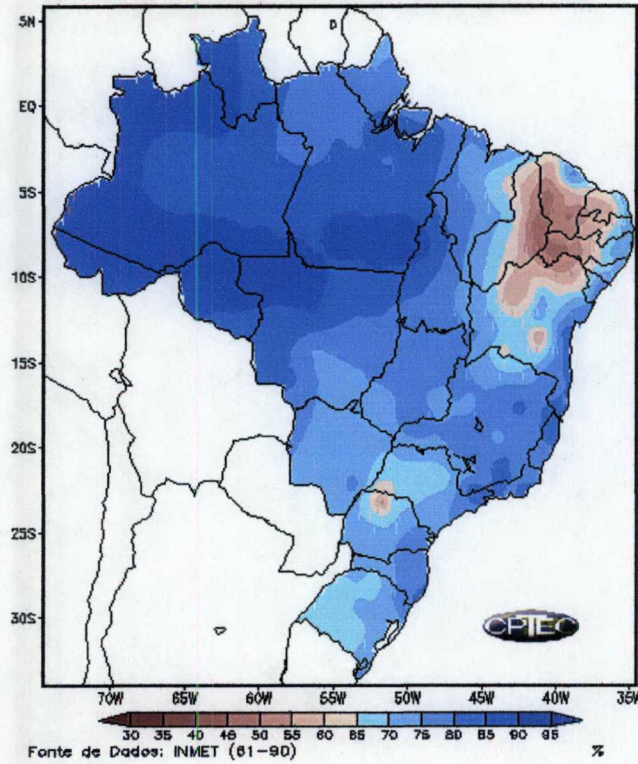 5N
EQ
5S
10S
15S
20S
25S
30S
CPTEC
70W 65W 60W 55W 50W 45W 40W 35W
30 35 40 45 50 55 60 65 70 75 80 85 90 95
Fonte de Dados: INMET (61-90) %